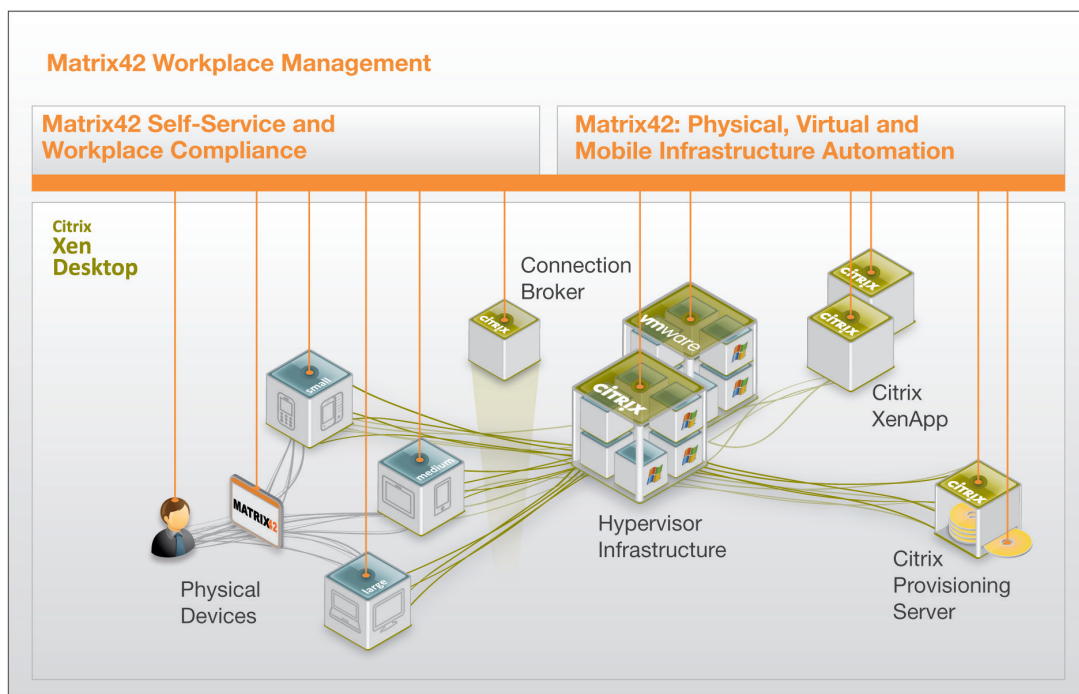 Matrix42 Workplace Management
Matrix42 Self-Service and
Workplace Compliance
Matrix42: Physical, Virtual and
Mobile Infrastructure Automation
Citrix
Xen
Desktop
Connection
Broker
CITRIX
vmware
CITRIX
CITRIX
CITRIX
small
Citrix
XenApp
medium
MATRIX42
CITRIX
Hypervisor
Infrastructure
Physical
Devices
large
Citrix
Provisioning
Server